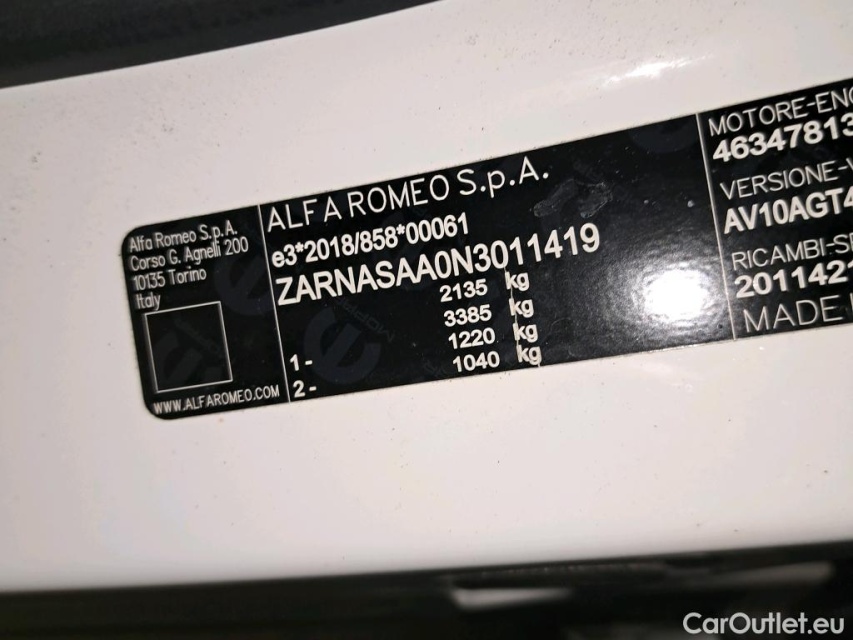 Alfa Romeo S.p.A.
Corso G. Agnelli 200
10135 Torino
Italy
WWW.ALFAROMEO.COM
ALFA ROMEO S.p.A.
e3*2018/858*00061
ZARNASAA0N3011419
2135 kg
3385 kg
1 - 1220 kg
2 - 1040 kg
MOTORE-ENG
46347813
VERSIONE-V
AV10AGT4
RICAMBI-SP
2011421
MADE
CarOutlet.eu